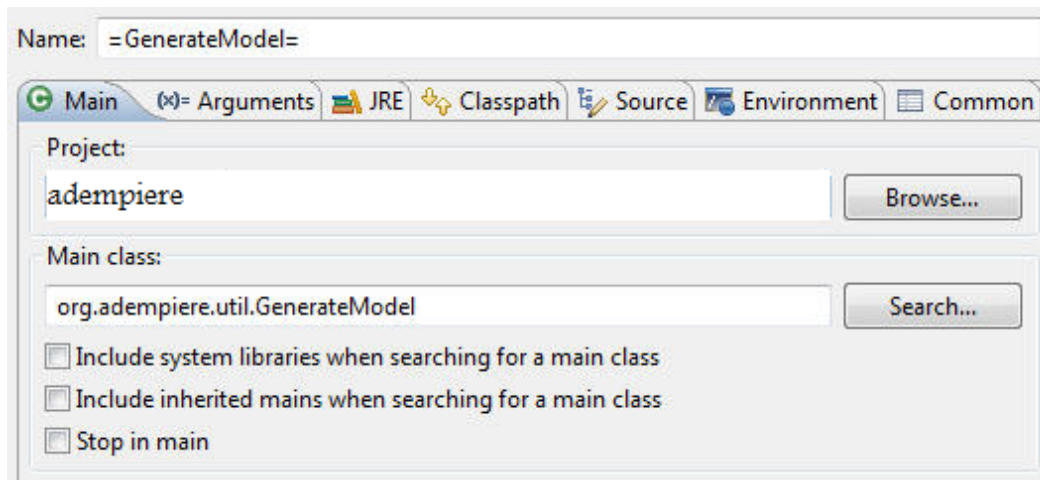 Name: =GenerateModel=
Main (x)= Arguments JRE Classpath Source Environment Common
Project:
adempiere Browse...
Main class:
org.adempiere.util.GenerateModel Search...
Include system libraries when searching for a main class
Include inherited mains when searching for a main class
Stop in main